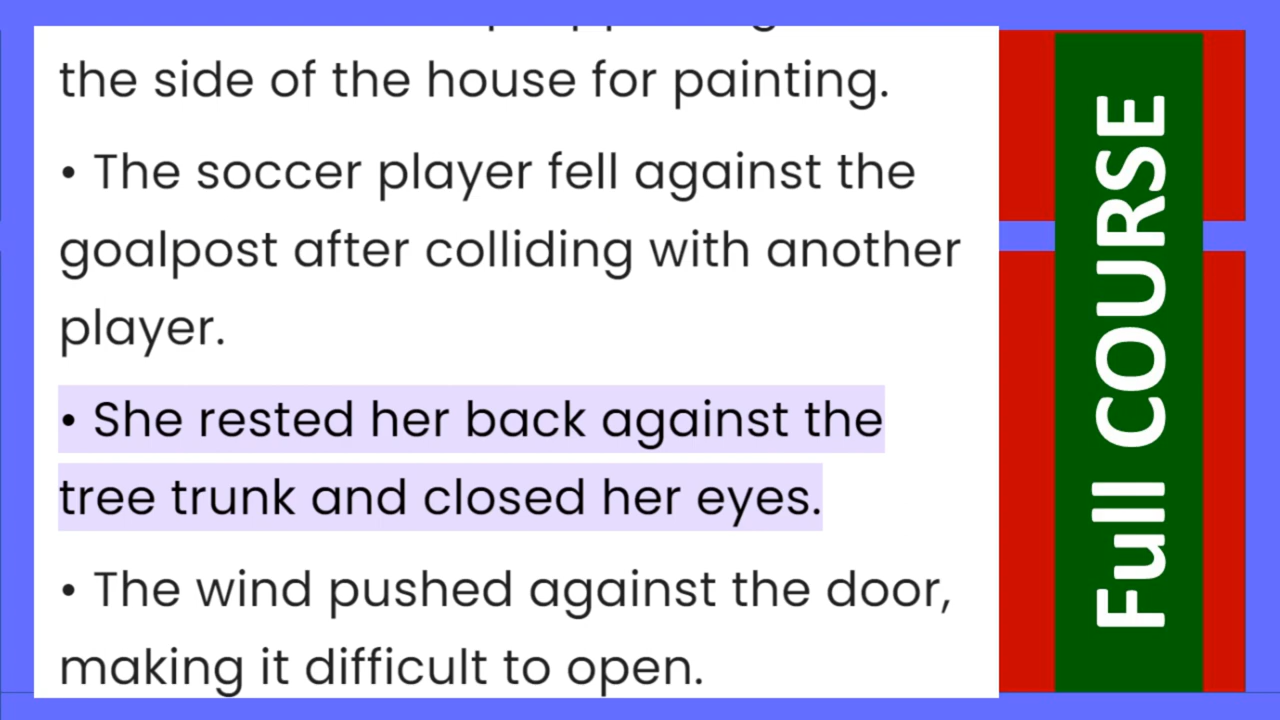 the side of the house for painting.
• The soccer player fell against the
goalpost after colliding with another
player.
• She rested her back against the
tree trunk and closed her eyes.
• The wind pushed against the door,
making it difficult to open.
Full COURSE